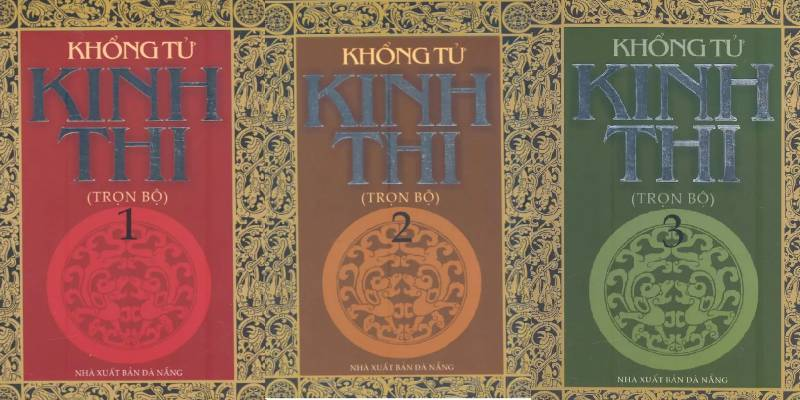 KHỔNG TỬ
KINH
THI
(TRỌN BỘ)
1
NHÀ XUẤT BẢN ĐÀ NẴNG
KHỔNG TỬ
KINH
THI
(TRỌN BỘ)
2
NHÀ XUẤT BẢN ĐÀ NẴNG
KHỔNG TỬ
KINH
THI
(TRỌN BỘ)
3
NHÀ XUẤT BẢN ĐÀ NẴNG